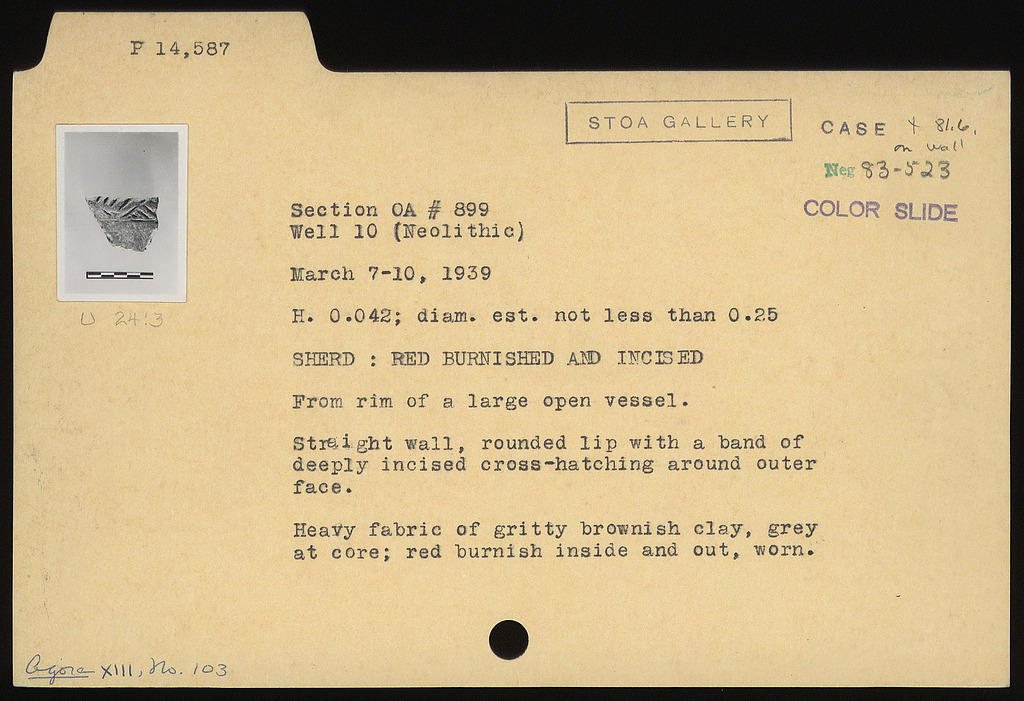 P 14,587
STOA GALLERY
CASE + 81.6,
on wall
Neg 83-523
COLOR SLIDE
Section OA # 899
Well 10 (Neolithic)
March 7-10, 1939
H. 0.042; diam. est. not less than 0.25
SHERD : RED BURNISHED AND INCISED
From rim of a large open vessel.
Straight wall, rounded lip with a band of
deeply incised cross-hatching around outer
face.
Heavy fabric of gritty brownish clay, grey
at core; red burnish inside and out, worn.
Agora XIII, No. 103